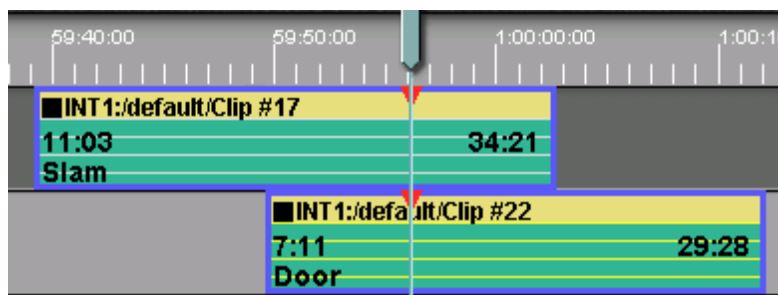 59:40:00 59:50:00 1:00:00:00 1:00:1
INT1:/default/Clip #17
11:03 34:21
Slam
INT1:/default/Clip #22
7:11 29:28
Door